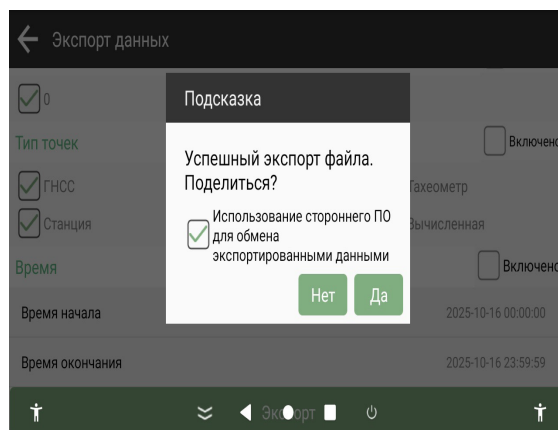 Экспорт данных
0
Подсказка
Тип точек
Включено
Успешный экспорт файла.
Поделиться?
ГНСС
Тахеометр
Использование стороннего ПО
для обмена
экспортированными данными
Станция
Вычисленная
Время
Включено
Нет
Да
Время начала
2025-10-16 00:00:00
Время окончания
2025-10-16 23:59:59
Экспорт